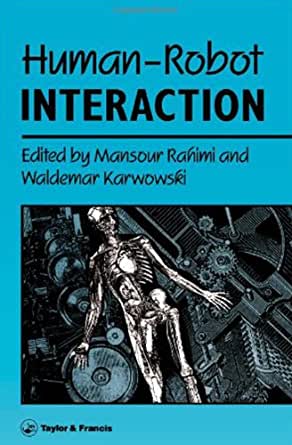 Human-Robot
INTERACTION
Edited by Mansour Rahimi and
Waldemar Karwowski
Taylor & Francis